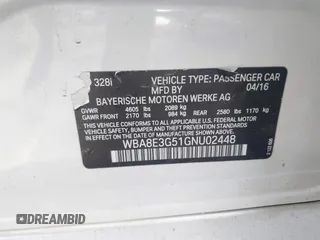 328i
VEHICLE TYPE: PASSENGER CAR
MFD. BY: 04/16
BAYERISCHE MOTOREN WERKE AG
GVWR 4605 lbs 2089 kg
GAWR FRONT 2170 lbs 984 kg REAR 2580 lbs 1170 kg
THIS VEHICLE CONFORMS TO ALL APPLICABLE
FEDERAL MOTOR VEHICLE SAFETY, BUMPER, AND
THEFT PREVENTION STANDARDS IN EFFECT
ON THE DATE OF MANUFACTURE SHOWN ABOVE.
WBA8E3G51GNU02448
© DREAMBID
IAAI